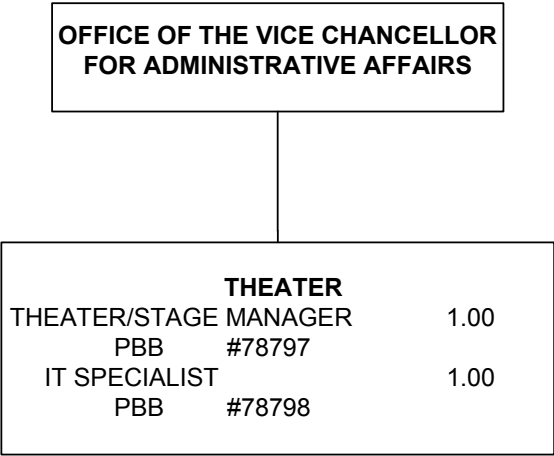 OFFICE OF THE VICE CHANCELLOR
FOR ADMINISTRATIVE AFFAIRS
THEATER
THEATER/STAGE MANAGER 1.00
PBB #78797
IT SPECIALIST 1.00
PBB #78798